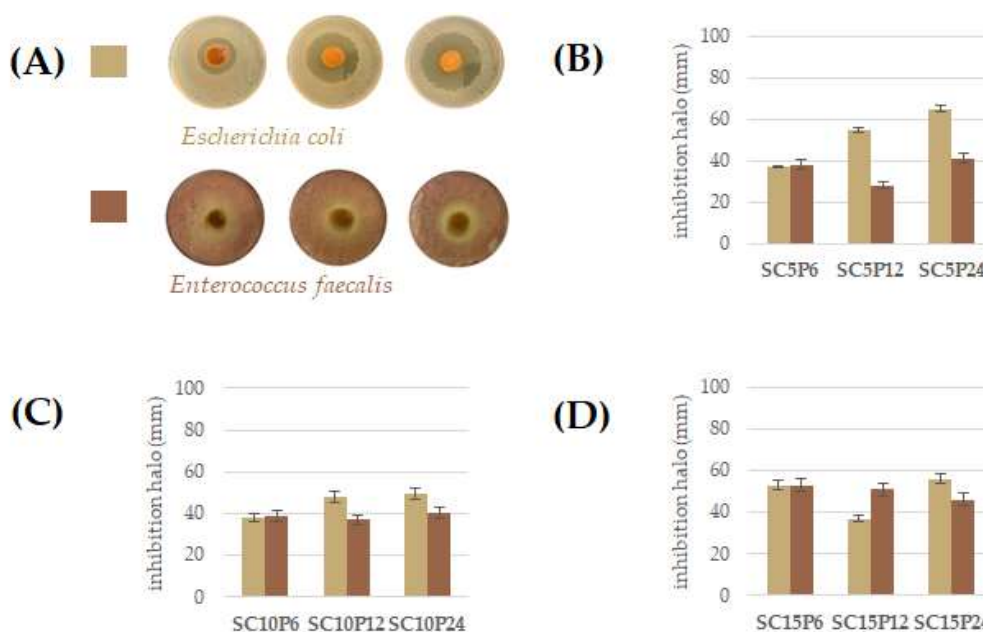 (A)
Escherichia coli
Enterococcus faecalis
(B)
inhibition halo (mm)
100
80
60
40
20
0
SC5P6 SC5P12 SC5P24
(C)
inhibition halo (mm)
100
80
60
40
20
0
SC10P6 SC10P12 SC10P24
(D)
inhibition halo (mm)
100
80
60
40
20
0
SC15P6 SC15P12 SC15P24